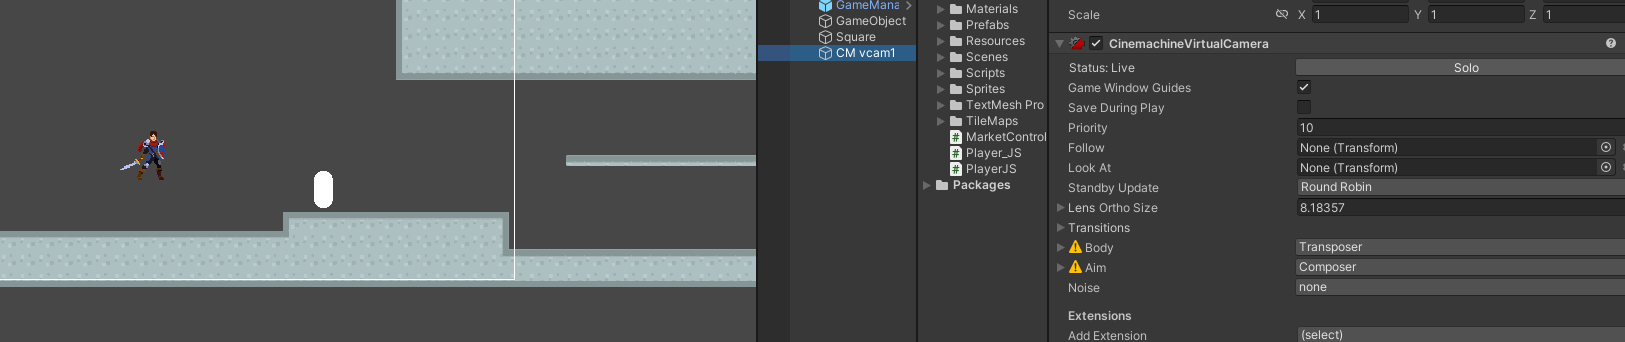 GameMana >
GameObject
Square
CM vcam1
Materials
Prefabs
Resources
Scenes
Scripts
Sprites
TextMesh Pro
TileMaps
MarketControl
Player_JS
PlayerJS
Packages
Scale X 1 Y 1 Z 1
# CinemachineVirtualCamera
Status: Live Solo
Game Window Guides
Save During Play
Priority 10
Follow None (Transform)
Look At None (Transform)
Standby Update Round Robin
Lens Ortho Size 8.18357
Transitions
Body Transposer
Aim Composer
Noise none
Extensions
Add Extension (select)